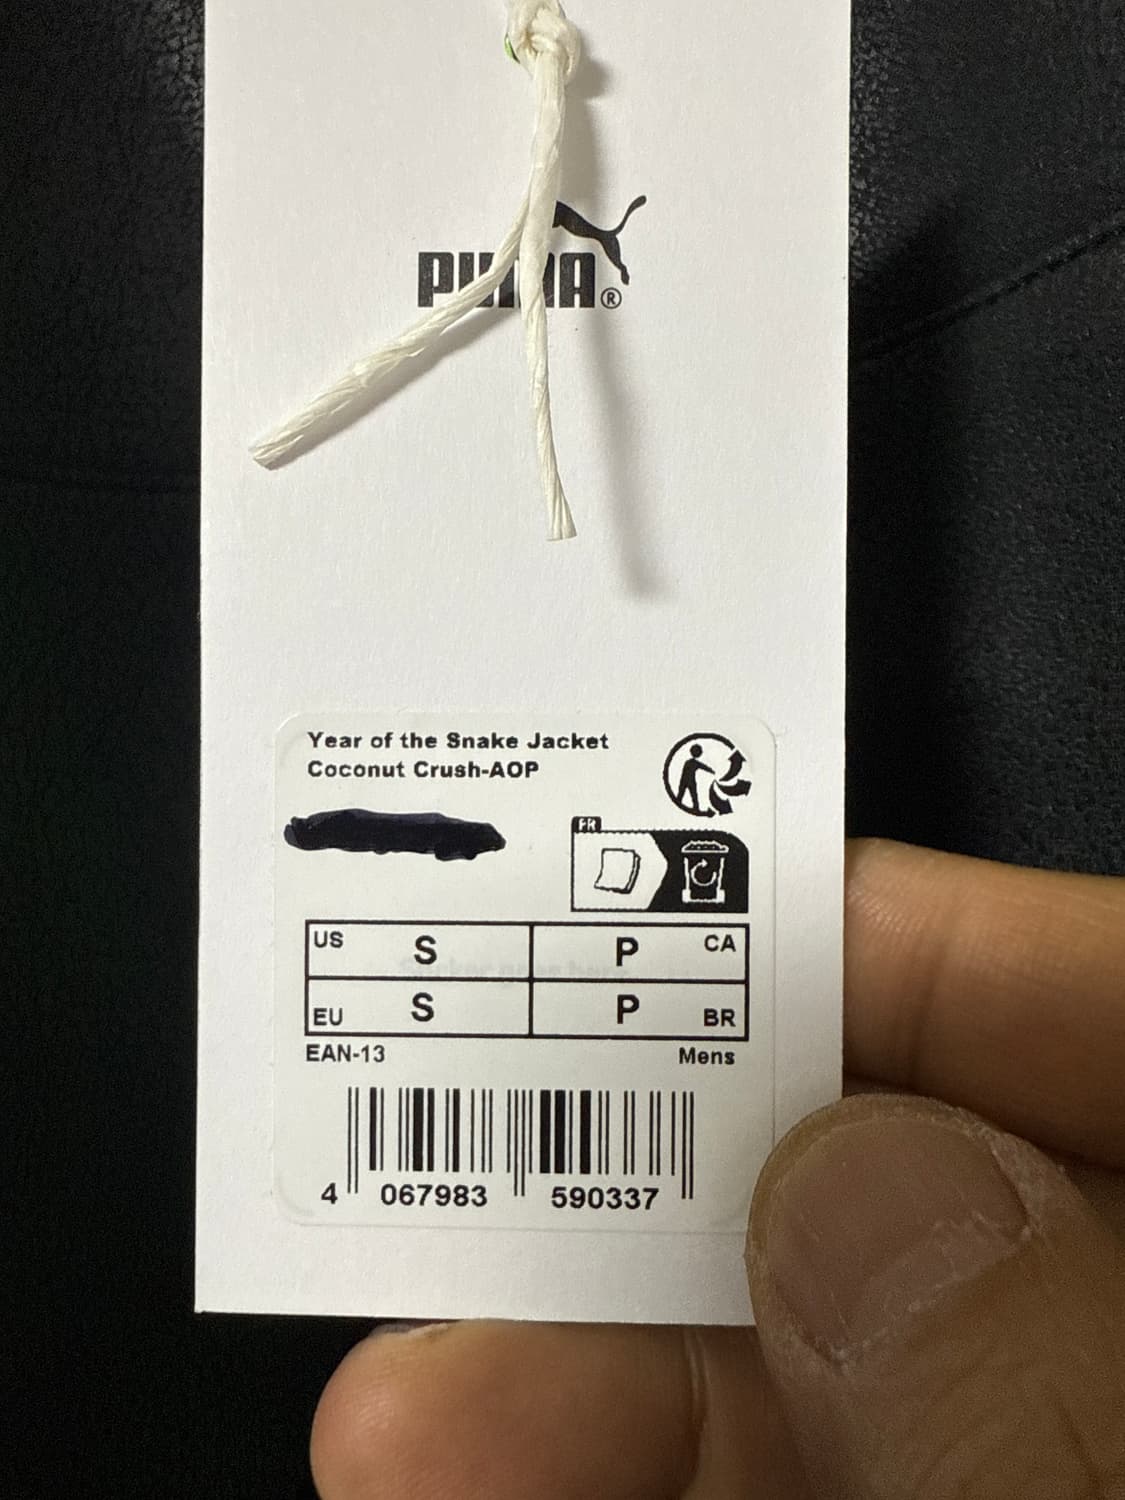 PUMA®
Year of the Snake Jacket
Coconut Crush-AOP
FR
US S P CA
EU S P BR
EAN-13 Mens
4 067983 590337